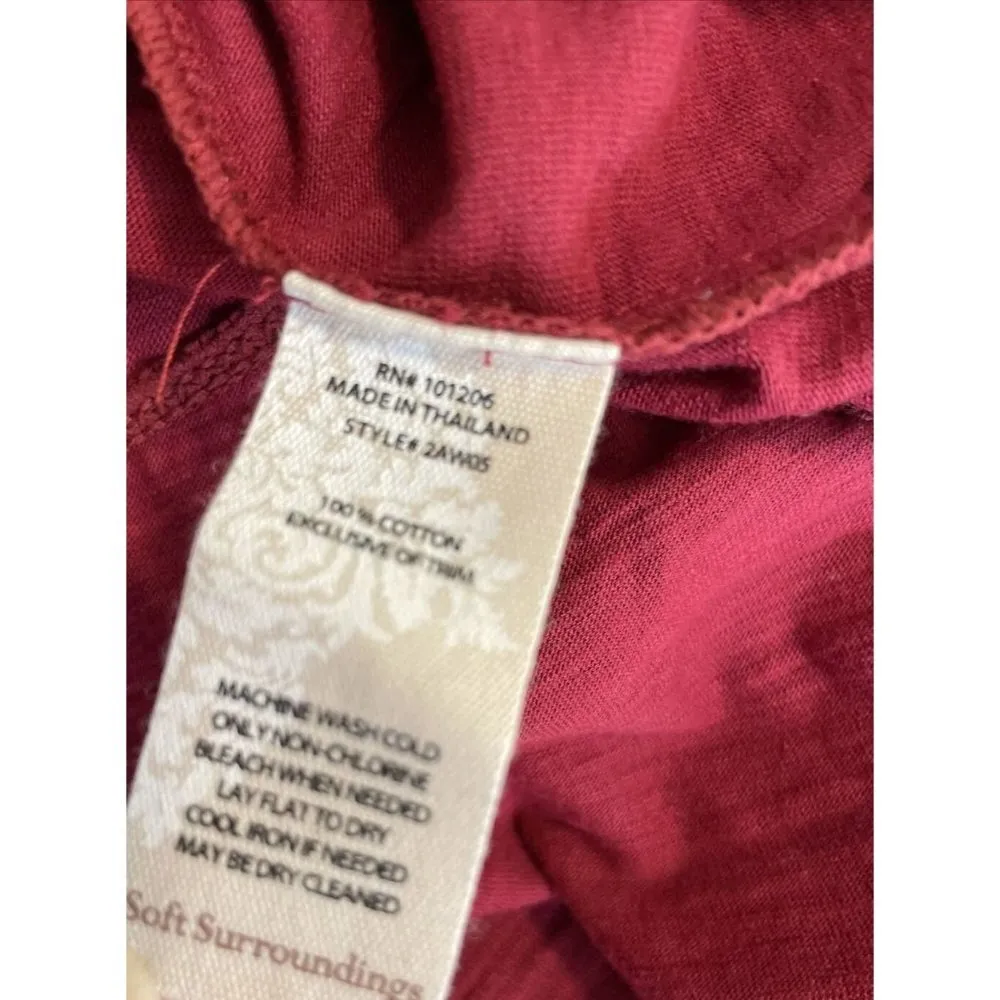 RN# 101206
MADE IN THAILAND
STYLE# 2AW05
100% COTTON
EXCLUSIVE OF TRIM
MACHINE WASH COLD
ONLY NON-CHLORINE
BLEACH WHEN NEEDED
LAY FLAT TO DRY
COOL IRON IF NEEDED
MAY BE DRY CLEANED
Soft Surroundings